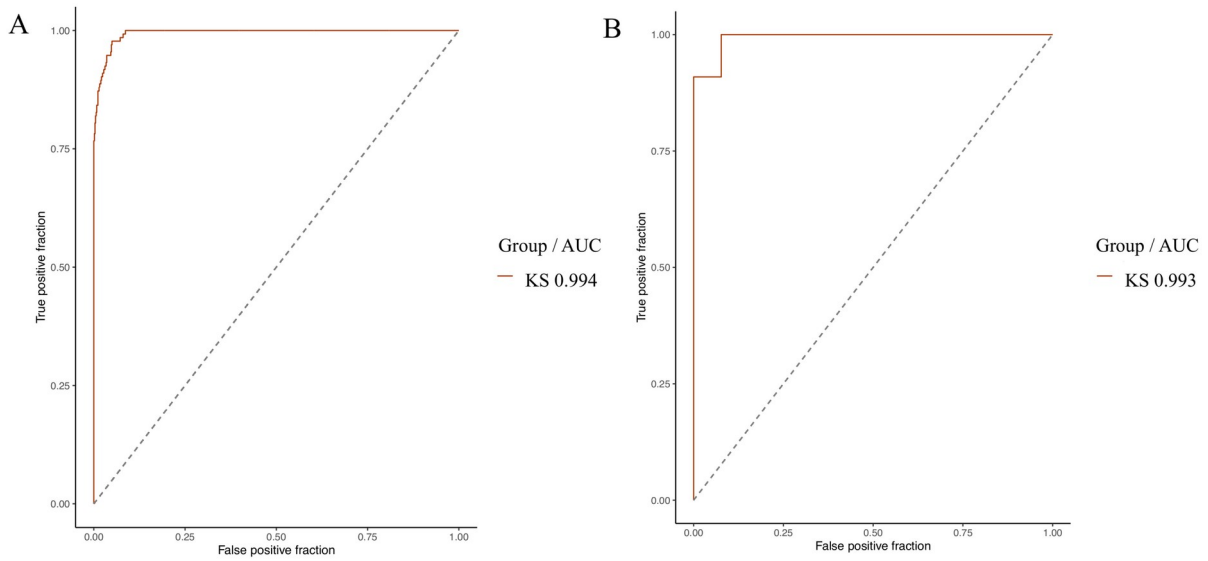 A
1.00
0.75
0.50
0.25
0.00
True positive fraction
0.00 0.25 0.50 0.75 1.00
False positive fraction
Group / AUC
KS 0.994
B
1.00
0.75
0.50
0.25
0.00
True positive fraction
0.00 0.25 0.50 0.75 1.00
False positive fraction
Group / AUC
KS 0.993